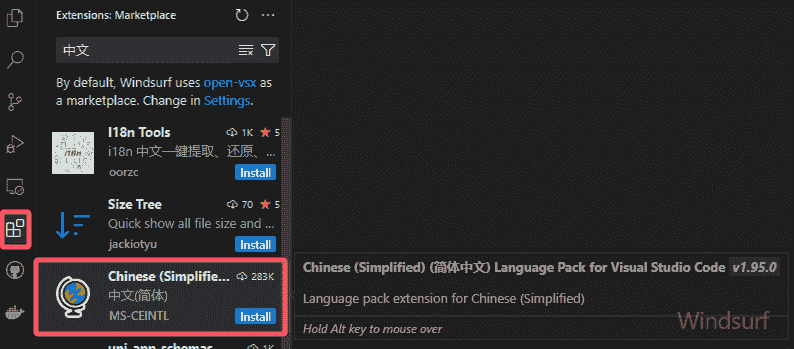 Extensions: Marketplace
中文
By default, Windsurf uses open-vsx as
a marketplace. Change in Settings.
I18n Tools 1K 5
i18n 中文一键提取、还原、...
oorzc Install
Size Tree 70 5
Quick show all file size and ...
jackiotyu Install
Chinese (Simplifie... 283K
中文(简体)
MS-CEINTL Install
uni-app-schemas 1K
Chinese (Simplified) (简体中文) Language Pack for Visual Studio Code v1.95.0
Language pack extension for Chinese (Simplified)
Hold Alt key to mouse over
Windsurf